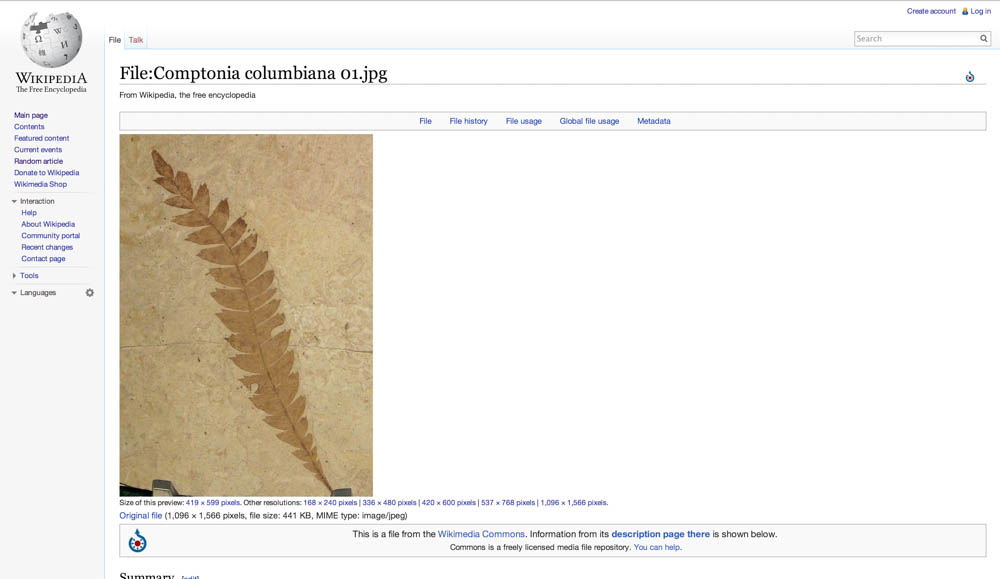 Create account Log in
WIKIPEDIA
The Free Encyclopedia
File Talk
Search
File:Comptonia columbiana 01.jpg
From Wikipedia, the free encyclopedia
Main page
Contents
Featured content
Current events
Random article
Donate to Wikipedia
Wikimedia Shop
Interaction
Help
About Wikipedia
Community portal
Recent changes
Contact page
Tools
Languages
File File history File usage Global file usage Metadata
Size of this preview: 419 × 599 pixels. Other resolutions: 168 × 240 pixels | 336 × 480 pixels | 420 × 600 pixels | 537 × 768 pixels | 1,096 × 1,566 pixels.
Original file (1,096 × 1,566 pixels, file size: 441 KB, MIME type: image/jpeg)
This is a file from the Wikimedia Commons. Information from its description page there is shown below.
Commons is a freely licensed media file repository. You can help.
Summary [edit]